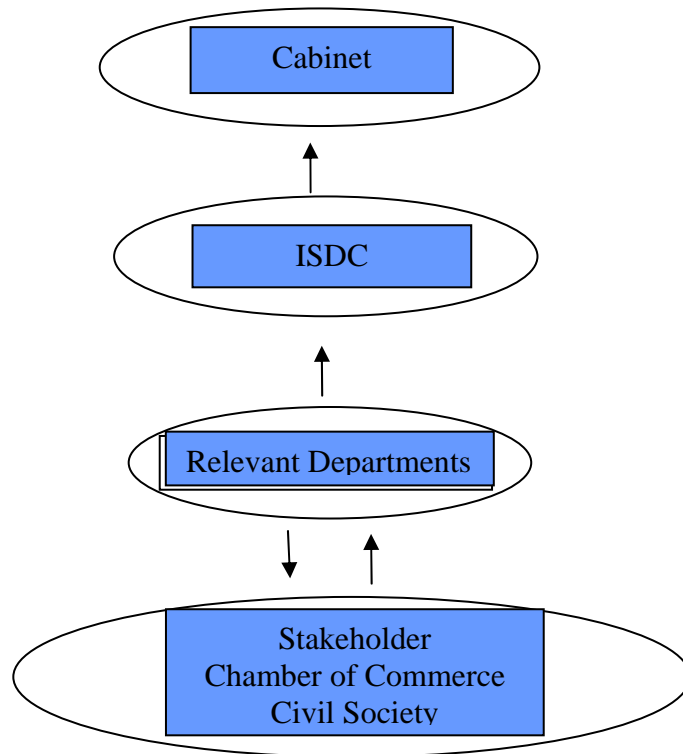 Cabinet
ISDC
Relevant Departments
Stakeholder
Chamber of Commerce
Civil Society